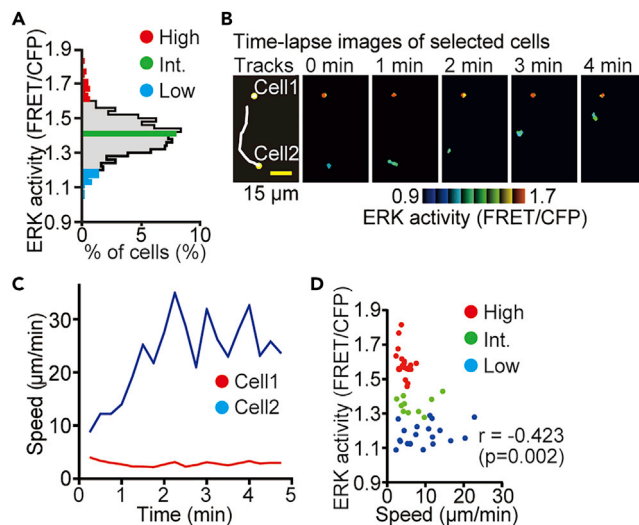 A
ERK activity (FRET/CFP)
1.9
1.7
1.5
1.3
1.1
0.9
0
5
10
% of cells (%)
High
Int.
Low
B
Time-lapse images of selected cells
Tracks 0 min 1 min 2 min 3 min 4 min
Cell1
Cell2
15 μm
0.9 1.7
ERK activity (FRET/CFP)
C
Speed (μm/min)
30
20
10
0
0 1 2 3 4 5
Time (min)
Cell1
Cell2
D
ERK activity (FRET/CFP)
1.9
1.7
1.5
1.3
1.1
0.9
0 10 20 30
Speed (μm/min)
High
Int.
Low
r = -0.423
(p=0.002)